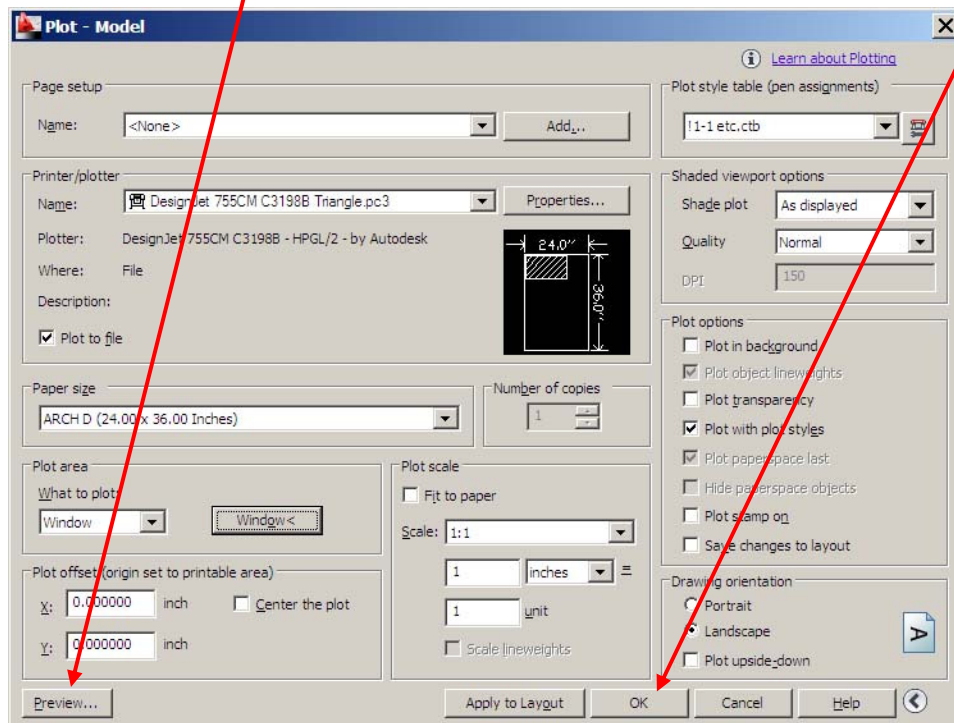 Plot - Model
Learn about Plotting
Page setup
Name: <None> Add...
Plot style table (pen assignments)
!1-1 etc.ctb
Printer/plotter
Name: DesignJet 755CM C3198B Triangle.pc3 Properties...
Plotter: DesignJet 755CM C3198B - HPGL/2 - by Autodesk
Where: File
Description:
Plot to file
24.0''
36.0''
Shaded viewport options
Shade plot As displayed
Quality Normal
DPI 150
Paper size
ARCH D (24.00 x 36.00 Inches)
Number of copies
1
Plot options
Plot in background
Plot object lineweights
Plot transparency
Plot with plot styles
Plot paperspace last
Hide paperspace objects
Plot stamp on
Save changes to layout
Plot area
What to plot:
Window Window<
Plot scale
Fit to paper
Scale: 1:1
1 inches =
1 unit
Scale lineweights
Plot offset (origin set to printable area)
X: 0.000000 inch Center the plot
Y: 0.000000 inch
Drawing orientation
Portrait
Landscape
Plot upside-down
A
Preview... Apply to Layout OK Cancel Help